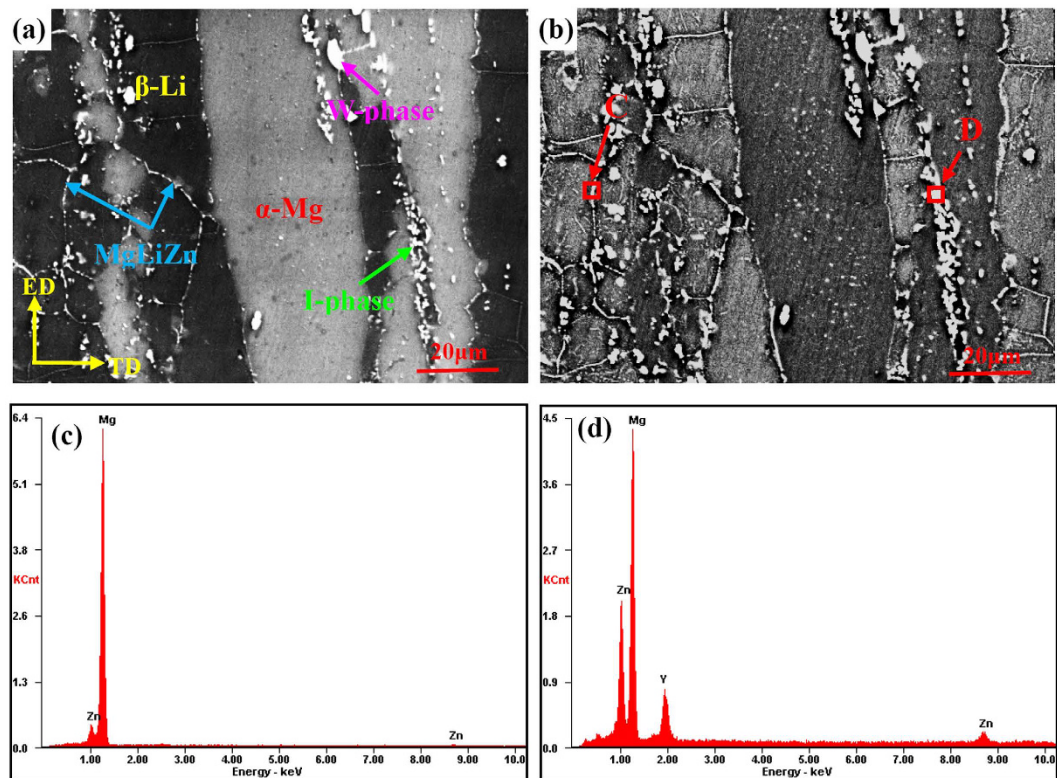 (a)
β-Li
W-phase
α-Mg
MgLiZn
I-phase
ED
TD
20μm
(b)
C
D
20μm
(c)
6.4
5.1
3.8
KCnt
2.6
1.3
0.0
Mg
Zn
Zn
1.00 2.00 3.00 4.00 5.00 6.00 7.00 8.00 9.00 10.0
Energy - keV
(d)
4.5
3.6
2.7
KCnt
1.8
0.9
0.0
Mg
Zn
Y
Zn
1.00 2.00 3.00 4.00 5.00 6.00 7.00 8.00 9.00 10.0
Energy - keV